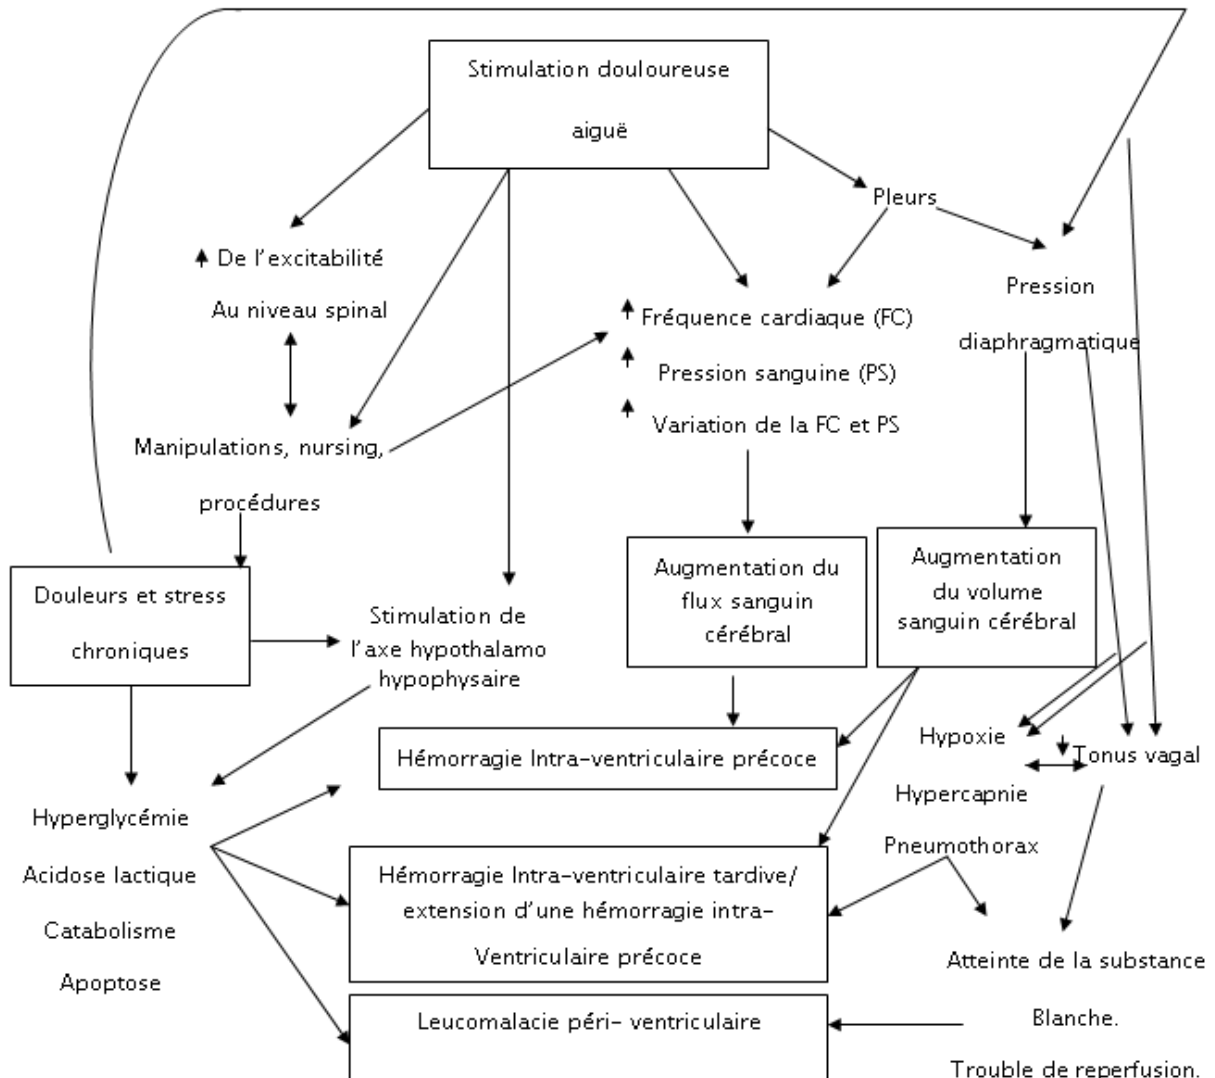 Stimulation douloureuse
aiguë
Pleurs
De l'excitabilité
Au niveau spinal
Pression
diaphragmatique
Fréquence cardiaque (FC)
Pression sanguine (PS)
Variation de la FC et PS
Manipulations, nursing,
procédures
Douleurs et stress
chroniques
Stimulation de
l'axe hypothalamo
hypophysaire
Augmentation du
flux sanguin
cérébral
Augmentation
du volume
sanguin cérébral
Hémorragie Intra-ventriculaire précoce
Hypoxie
Tonus vagal
Hypercapnie
Pneumothorax
Hyperglycémie
Acidose lactique
Catabolisme
Apoptose
Hémorragie Intra-ventriculaire tardive/
extension d'une hémorragie intra-
Ventriculaire précoce
Atteinte de la substance
Blanche.
Trouble de reperfusion.
Leucomalacie péri- ventriculaire